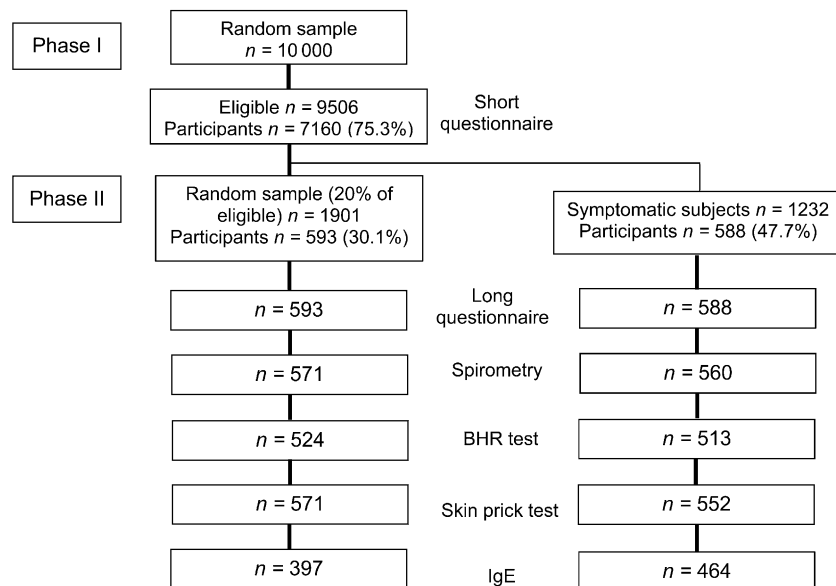 Phase I
Random sample
n = 10 000
Eligible n = 9506
Participants n = 7160 (75.3%)
Short
questionnaire
Phase II
Random sample (20% of
eligible) n = 1901
Participants n = 593 (30.1%)
Symptomatic subjects n = 1232
Participants n = 588 (47.7%)
n = 593
Long
questionnaire
n = 588
n = 571
Spirometry
n = 560
n = 524
BHR test
n = 513
n = 571
Skin prick test
n = 552
n = 397
IgE
n = 464